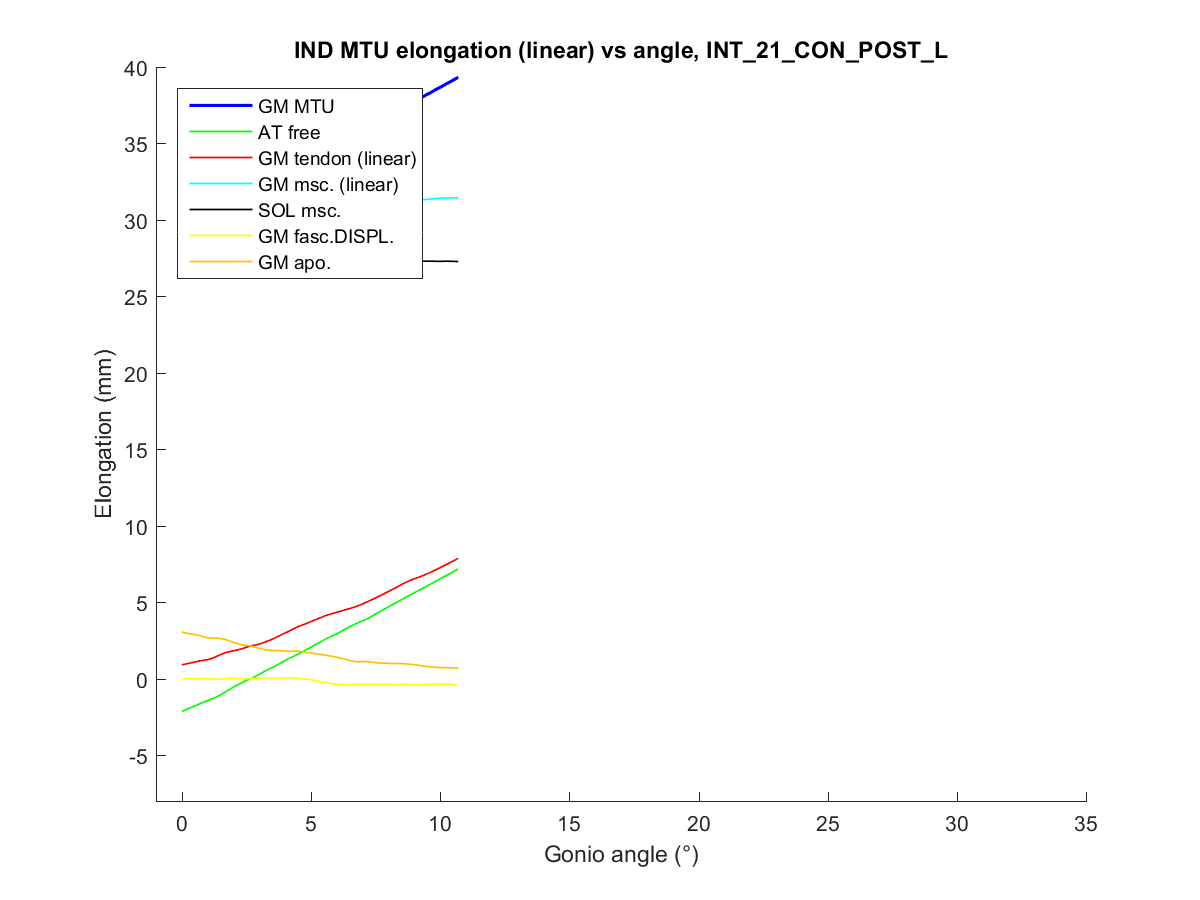 IND MTU elongation (linear) vs angle, INT_21_CON_POST_L
40
35
30
25
20
15
10
5
0
-5
Elongation (mm)
GM MTU
AT free
GM tendon (linear)
GM msc. (linear)
SOL msc.
GM fasc.DISPL.
GM apo.
0 5 10 15 20 25 30 35
Gonio angle (°)